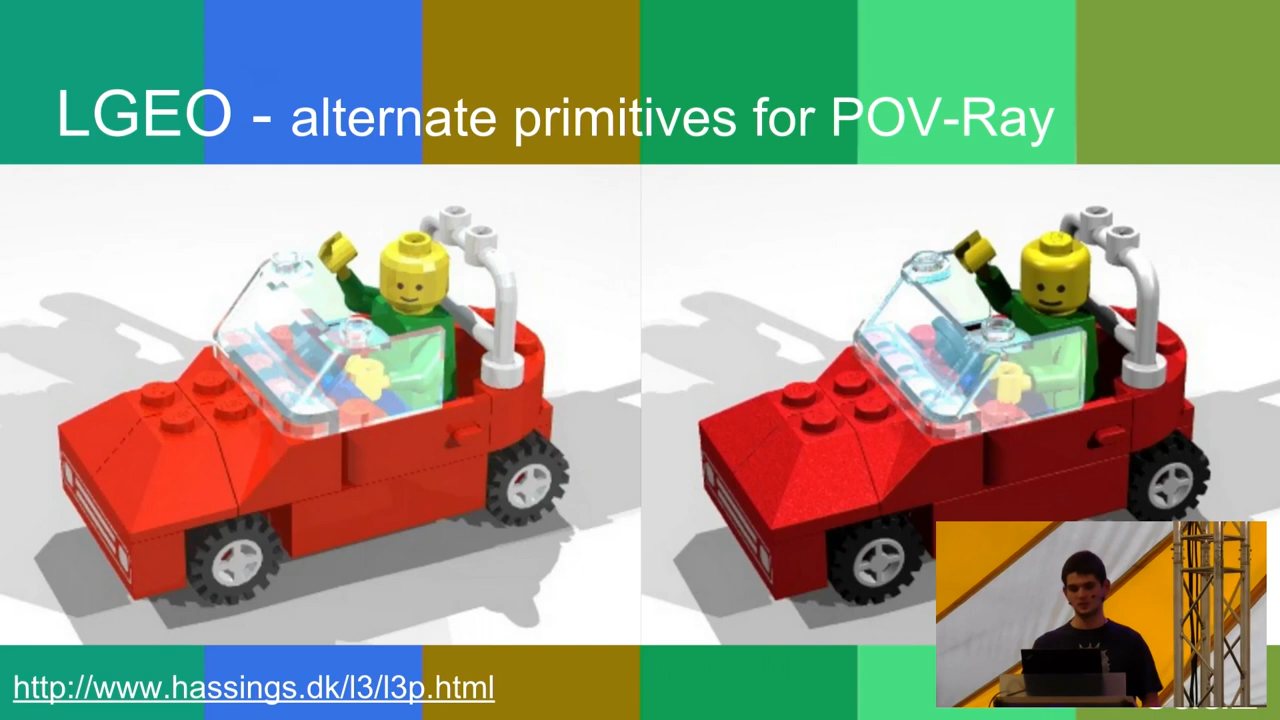 LGEO - alternate primitives for POV-Ray
http://www.hassings.dk/l3/l3p.html